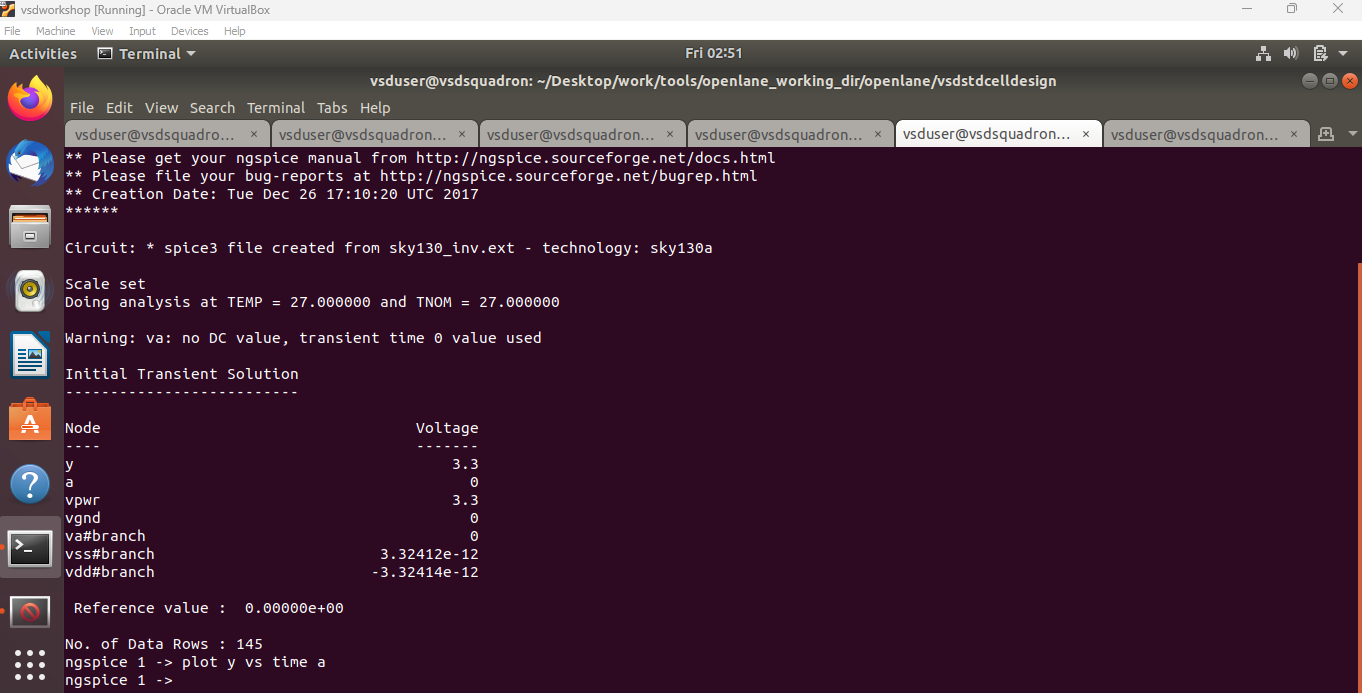 vsdworkshop [Running] - Oracle VM VirtualBox
File Machine View Input Devices Help
Activities Terminal Fri 02:51
vsduser@vsdsquadron: ~/Desktop/work/tools/openlane_working_dir/openlane/vsdstdcelldesign
File Edit View Search Terminal Tabs Help
vsduser@vsdsquadro... × vsduser@vsdsquadron... × vsduser@vsdsquadron... × vsduser@vsdsquadron... × vsduser@vsdsquadron... × vsduser@vsdsquadron... ×
** Please get your ngspice manual from http://ngspice.sourceforge.net/docs.html
** Please file your bug-reports at http://ngspice.sourceforge.net/bugrep.html
** Creation Date: Tue Dec 26 17:10:20 UTC 2017
******
Circuit: * spice3 file created from sky130_inv.ext - technology: sky130a
Scale set
Doing analysis at TEMP = 27.000000 and TNOM = 27.000000
Warning: va: no DC value, transient time 0 value used
Initial Transient Solution
--------------------------
Node Voltage
---- -------
y 3.3
a 0
vpwr 3.3
vgnd 0
va#branch 0
vss#branch 3.32412e-12
vdd#branch -3.32414e-12
Reference value : 0.00000e+00
No. of Data Rows : 145
ngspice 1 -> plot y vs time a
ngspice 1 ->